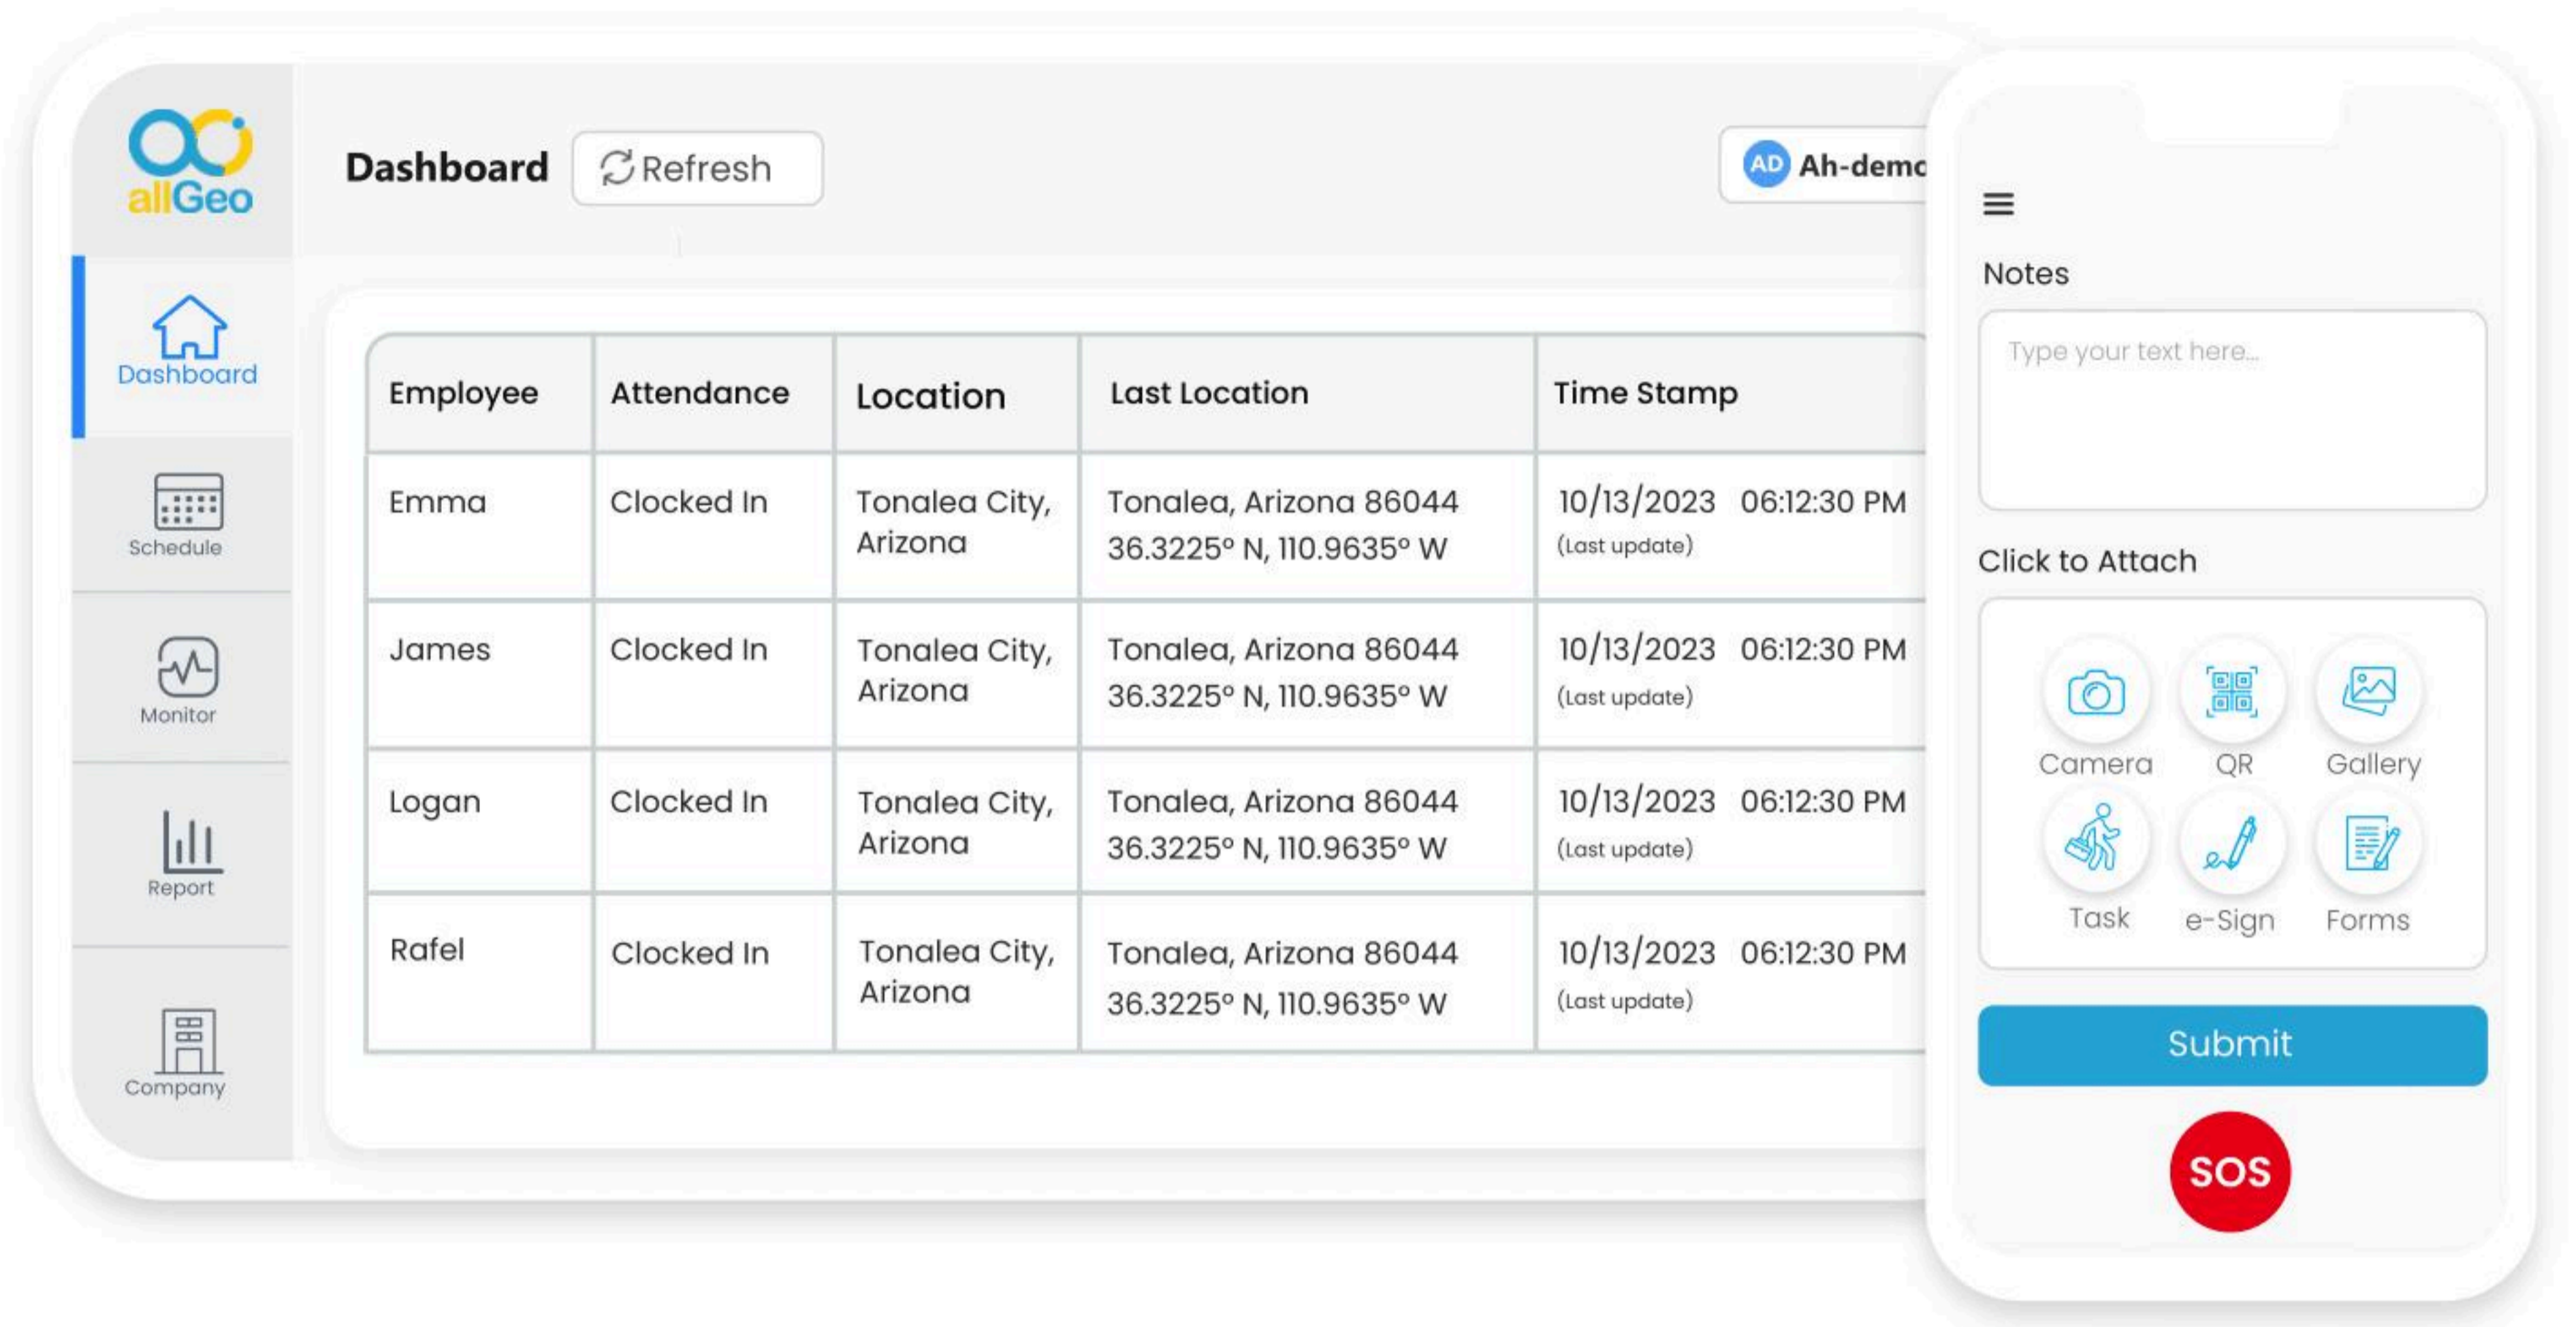 allGeo
Dashboard
Schedule
Monitor
Report
Company
Dashboard
Refresh
AD Ah-demo
Employee Attendance Location Last Location Time Stamp
Emma Clocked In Tonalea City, Tonalea, Arizona 86044 10/13/2023 06:12:30 PM
Arizona 36.3225° N, 110.9635° W (Last update)
James Clocked In Tonalea City, Tonalea, Arizona 86044 10/13/2023 06:12:30 PM
Arizona 36.3225° N, 110.9635° W (Last update)
Logan Clocked In Tonalea City, Tonalea, Arizona 86044 10/13/2023 06:12:30 PM
Arizona 36.3225° N, 110.9635° W (Last update)
Rafel Clocked In Tonalea City, Tonalea, Arizona 86044 10/13/2023 06:12:30 PM
Arizona 36.3225° N, 110.9635° W (Last update)
Notes
Type your text here...
Click to Attach
Camera QR Gallery
Task e-Sign Forms
Submit
SOS